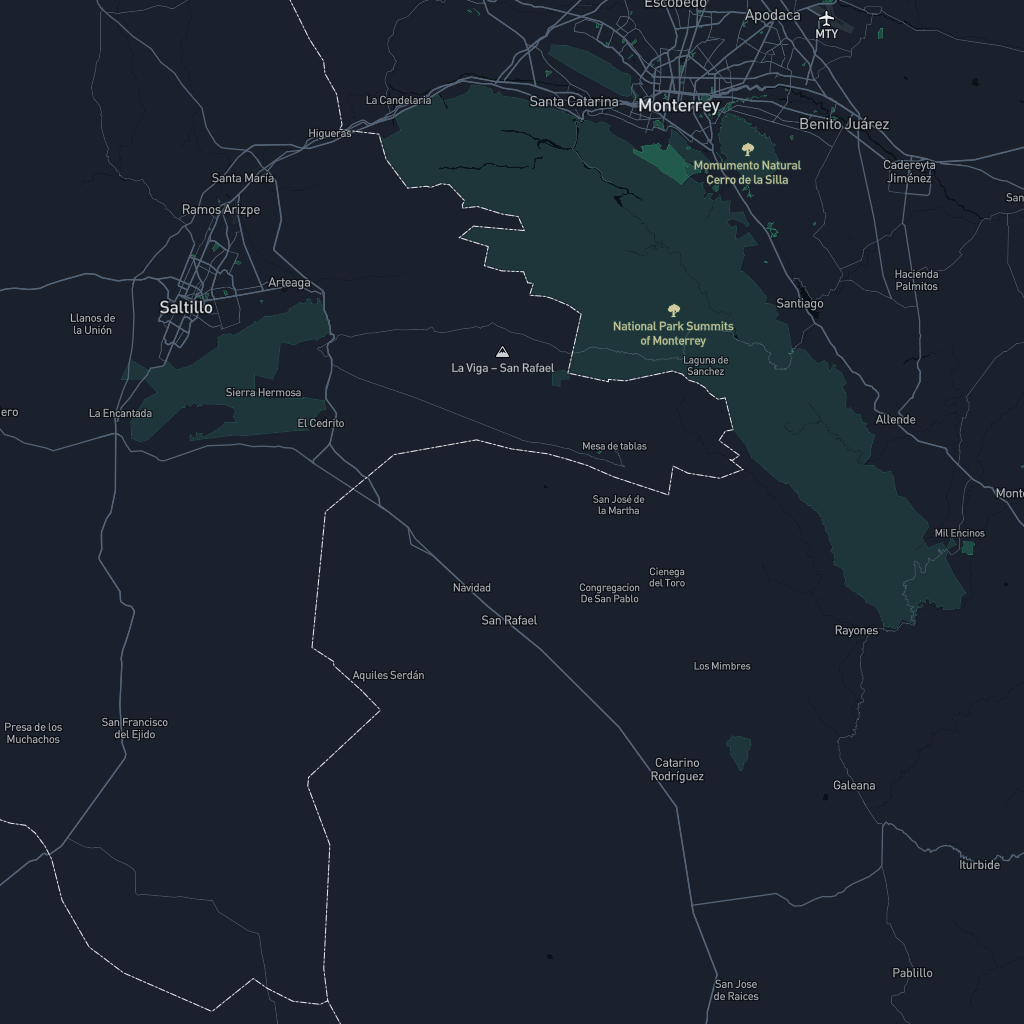 Escobedo
Apodaca
MTY
La Candelaria
Santa Catarina
Monterrey
Benito Juárez
Higueras
Momumento Natural
Cerro de la Silla
Cadereyta
Jiménez
Santa María
San
Ramos Arizpe
Hacienda
Palmitos
Arteaga
Saltillo
Santiago
Llanos de
la Unión
National Park Summits
of Monterrey
La Viga – San Rafael
Laguna de
Sanchez
Sierra Hermosa
ero
La Encantada
El Cedrito
Allende
Mesa de tablas
San José de
la Martha
Mont
Mil Encinos
Cienega
del Toro
Navidad
Congregacion
De San Pablo
San Rafael
Rayones
Los Mimbres
Aquiles Serdán
Presa de los
Muchachos
San Francisco
del Ejido
Catarino
Rodríguez
Galeana
Iturbide
Pablillo
San Jose
de Raices